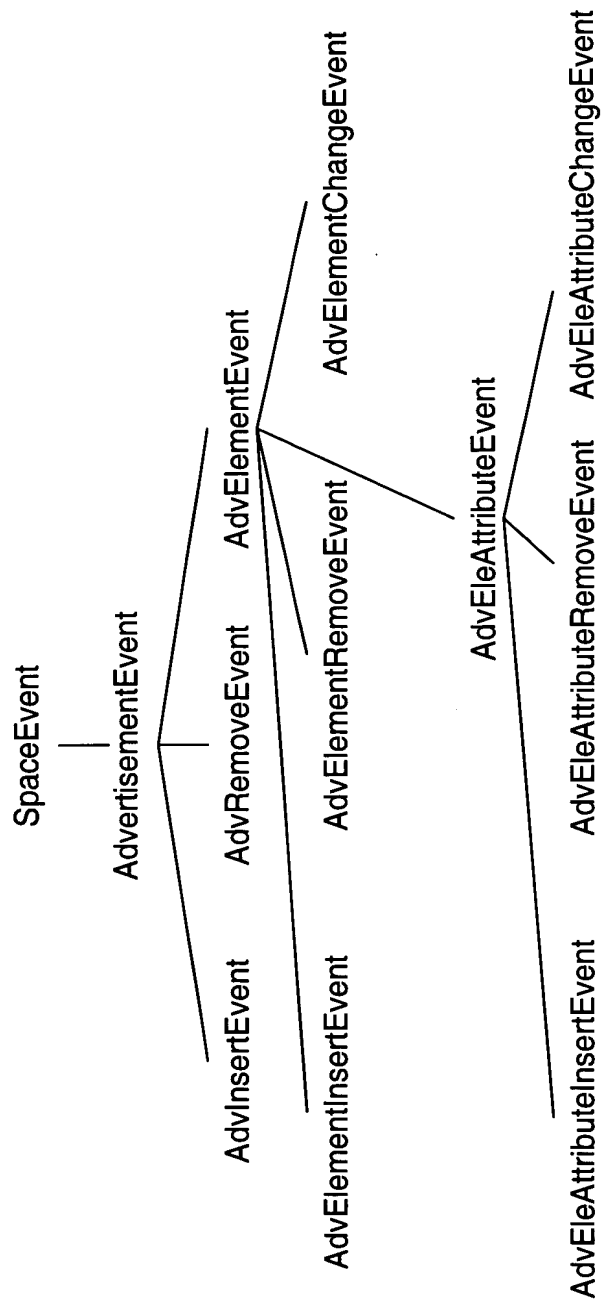 SpaceEvent
AdvertisementEvent
AdvInsertEvent
AdvRemoveEvent
AdvElementEvent
AdvElementInsertEvent
AdvElementRemoveEvent
AdvElementChangeEvent
AdvEleAttributeEvent
AdvEleAttributeInsertEvent
AdvEleAttributeRemoveEvent
AdvEleAttributeChangeEvent